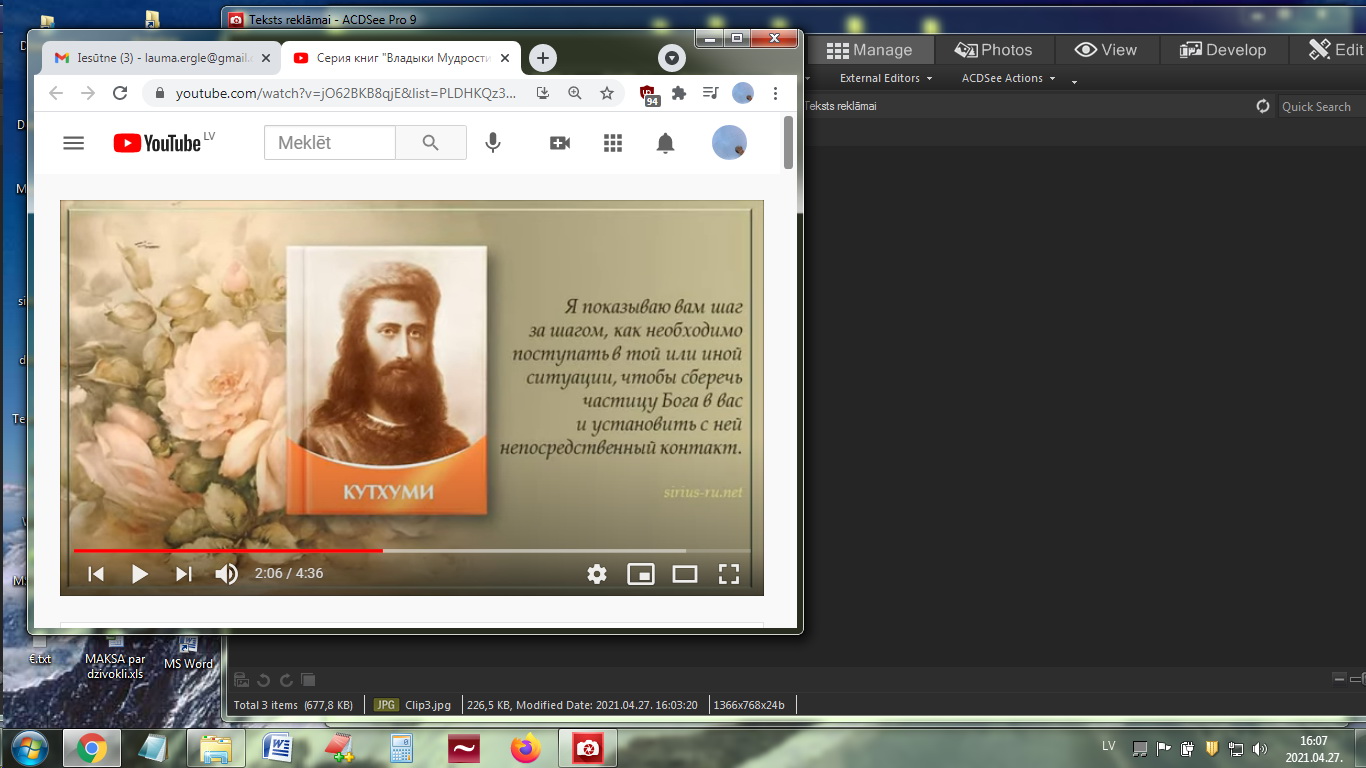 Teksts reklāmai - ACDSee Pro 9
Iesūtne (3) - lauma.ergle@gmail.
Серия книг "Владыки Мудрости
Manage
Photos
View
Develop
Edit
youtube.com/watch?v=jO62BKB8qjE&list=PLDHKQz3...
94
External Editors
ACDSee Actions
Teksts reklāmai
Quick Search
YouTube LV
Meklēt
Я показываю вам шаг
за шагом, как необходимо
поступать в той или иной
ситуации, чтобы сберечь
частицу Бога в вас
и установить с ней
непосредственный контакт.
КУТХУМИ
sirius-ru.net
2:06 / 4:36
€.txt
MAKSA par
dzivokli.xls
MS Word
Total 3 items (677,8 KB)
JPG
Clip3.jpg
226,5 KB, Modified Date: 2021.04.27. 16:03:20
1366x768x24b
LV
16:07
2021.04.27.